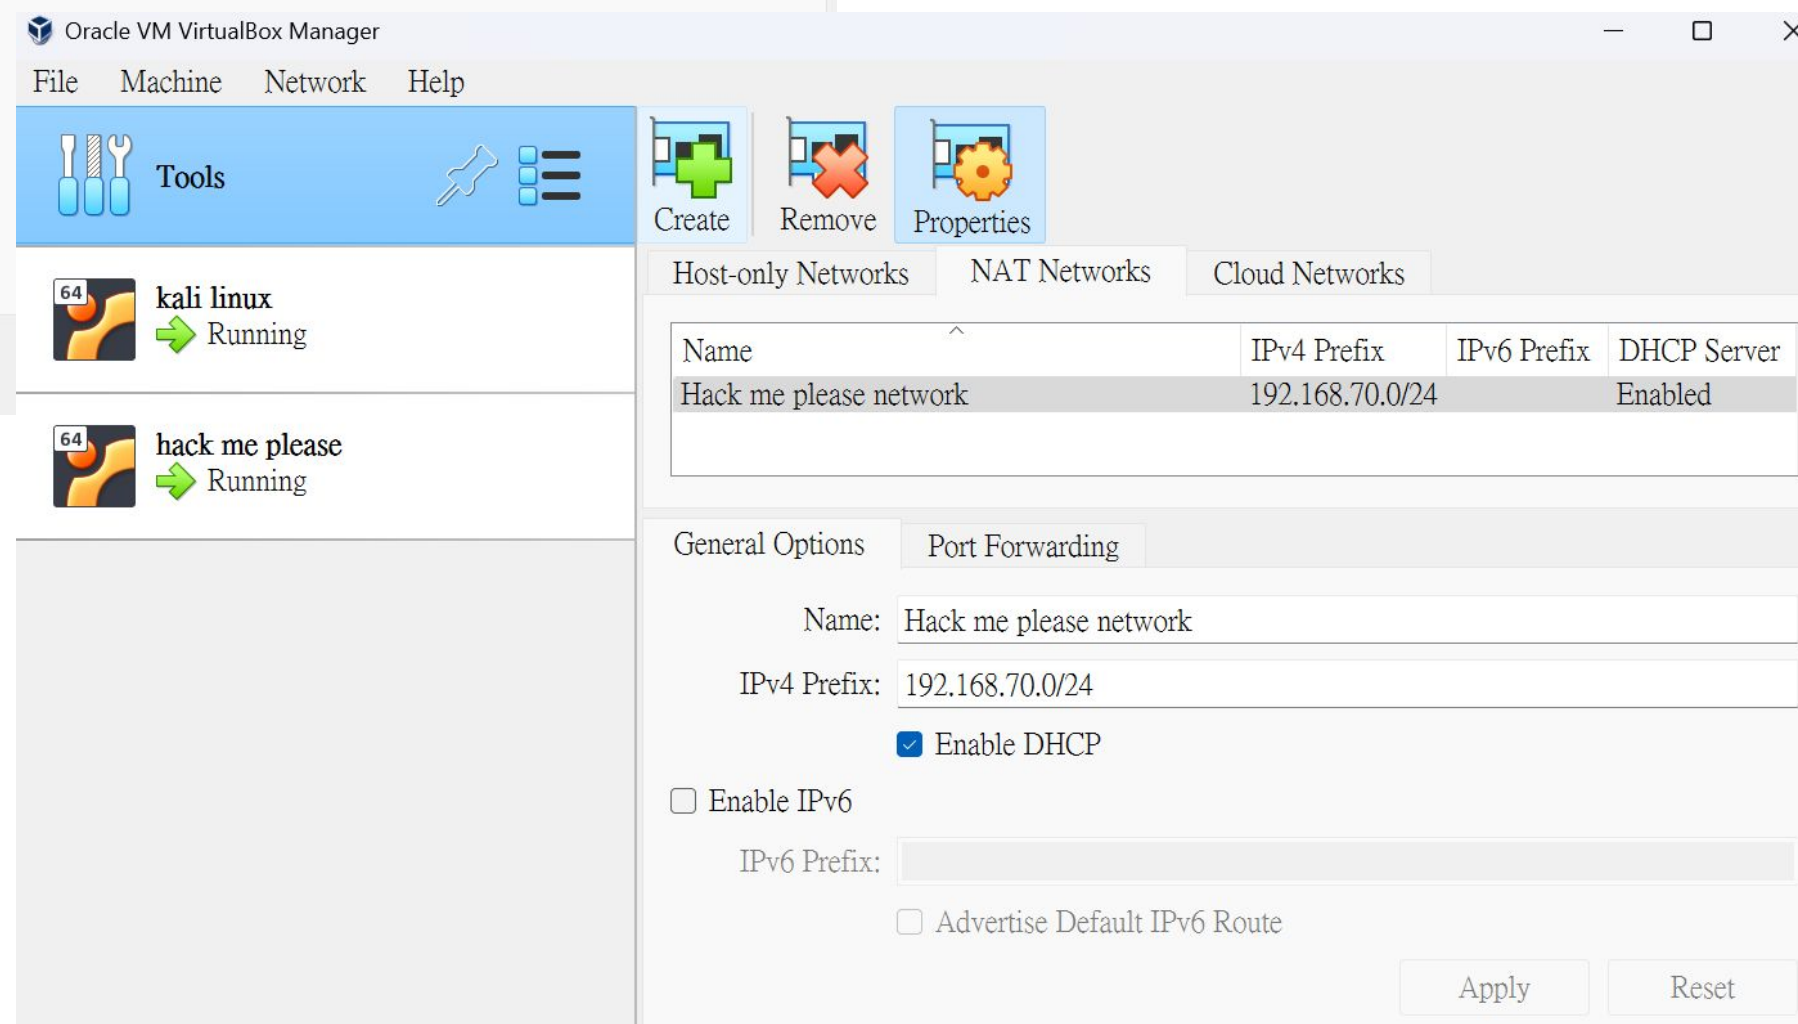 Oracle VM VirtualBox Manager
File Machine Network Help
Tools
Create Remove Properties
64 kali linux
Running
64 hack me please
Running
Host-only Networks NAT Networks Cloud Networks
Name IPv4 Prefix IPv6 Prefix DHCP Server
Hack me please network 192.168.70.0/24 Enabled
General Options Port Forwarding
Name: Hack me please network
IPv4 Prefix: 192.168.70.0/24
Enable DHCP
Enable IPv6
IPv6 Prefix:
Advertise Default IPv6 Route
Apply Reset